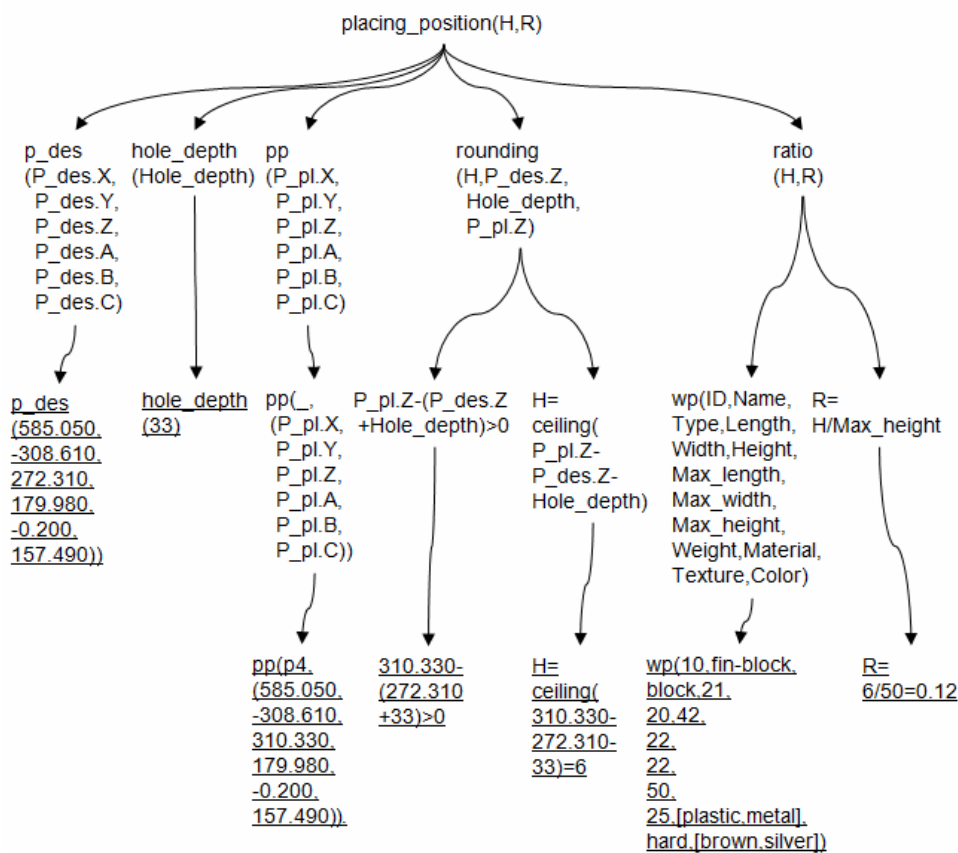 placing_position(H,R)
p_des
(P_des.X,
P_des.Y,
P_des.Z,
P_des.A,
P_des.B,
P_des.C)
hole_depth
(Hole_depth)
pp
(P_pl.X,
P_pl.Y,
P_pl.Z,
P_pl.A,
P_pl.B,
P_pl.C)
rounding
(H,P_des.Z,
Hole_depth,
P_pl.Z)
ratio
(H,R)
p_des
(585.050,
-308.610,
272.310,
179.980,
-0.200,
157.490))
hole_depth
(33)
pp(_,
(P_pl.X,
P_pl.Y,
P_pl.Z,
P_pl.A,
P_pl.B,
P_pl.C))
P_pl.Z-(P_des.Z
+Hole_depth)>0
H=
ceiling(
P_pl.Z-
P_des.Z-
Hole_depth)
wp(ID,Name,
Type,Length,
Width,Height,
Max_length,
Max_width,
Max_height,
Weight,Material,
Texture,Color)
R=
H/Max_height
pp(p4,
(585.050,
-308.610,
310.330,
179.980,
-0.200,
157.490)).
310.330-
(272.310
+33)>0
H=
ceiling(
310.330-
272.310-
33)=6
wp(10,fin-block,
block,21,
20,42,
22,
22,
50,
25,[plastic,metal],
hard,[brown,silver])
R=
6/50=0.12